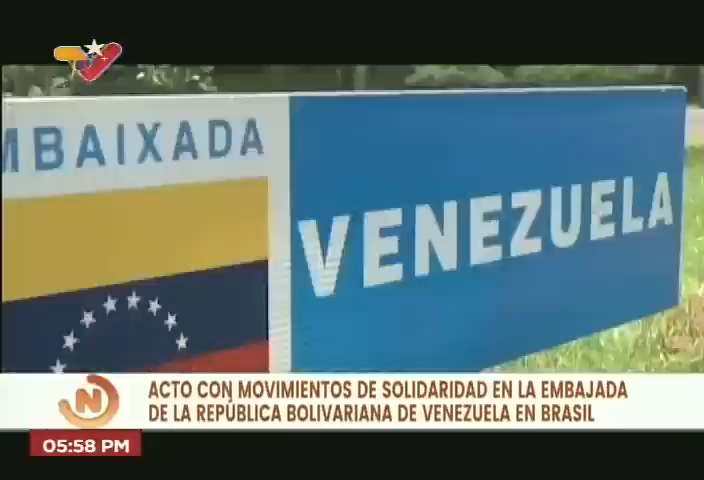 MBAIXADA
VENEZUELA
N
ACTO CON MOVIMIENTOS DE SOLIDARIDAD EN LA EMBAJADA
DE LA REPÚBLICA BOLIVARIANA DE VENEZUELA EN BRASIL
05:58 PM